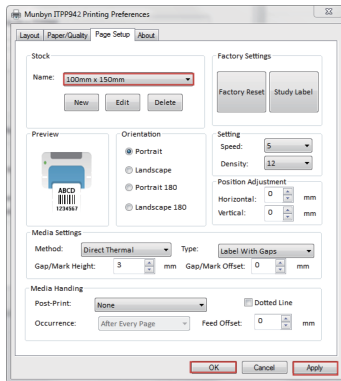 Munbyn ITPP942 Printing Preferences
Layout Paper/Quality Page Setup About
Stock
Name: 100mm x 150mm
New Edit Delete
Factory Settings
Factory Reset Study Label
Preview
ABCD
1234567
Orientation
Portrait
Landscape
Portrait 180
Landscape 180
Setting
Speed: 5
Density: 12
Position Adjustment
Horizontal: 0 mm
Vertical: 0 mm
Media Settings
Method: Direct Thermal Type: Label With Gaps
Gap/Mark Height: 3 mm Gap/Mark Offset: 0 mm
Media Handing
Post-Print: None Dotted Line
Occurrence: After Every Page Feed Offset: 0 mm
OK Cancel Apply